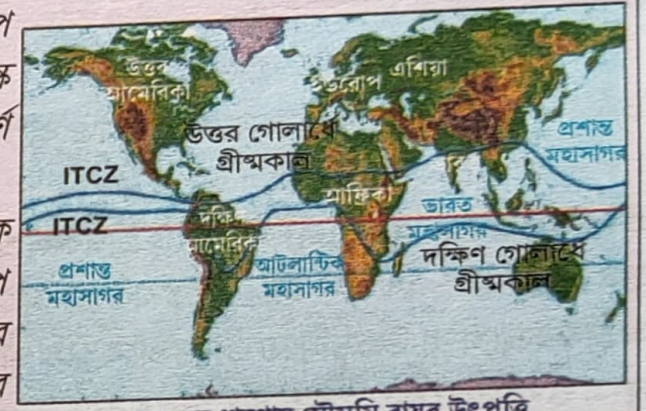 উত্তর
আমেরিকা
ইউরোপ
এশিয়া
উত্তর গোলার্ধে
গ্রীষ্মকাল
প্রশান্ত
মহাসাগর
ITCZ
আফ্রিকা
ITCZ
দক্ষিণ
আমেরিকা
ভারত
মহাসাগর
দক্ষিণ গোলার্ধে
গ্রীষ্মকাল
প্রশান্ত
মহাসাগর
আটলান্টিক
মহাসাগর
মৌসুমি বায়ুর উৎপত্তি